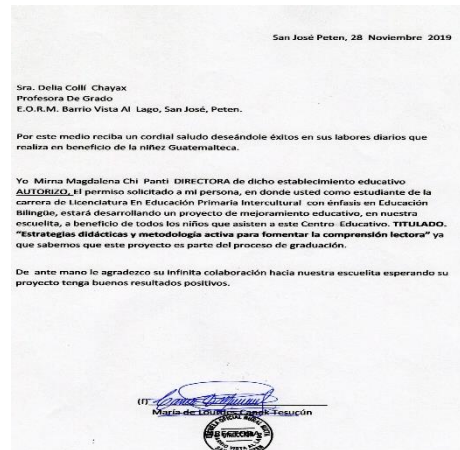 San José Peten, 28 Noviembre 2019
Sra. Delia Collí Chayax
Profesora De Grado
E.O.R.M. Barrio Vista Al Lago, San José, Peten.
Por este medio reciba un cordial saludo deseándole éxitos en sus labores diarios que
realiza en beneficio de la niñez Guatemalteca.
Yo Mirna Magdalena Chi Panti DIRECTORA de dicho establecimiento educativo
AUTORIZO, El permiso solicitado a mi persona, en donde usted como estudiante de la
carrera de Licenciatura En Educación Primaria Intercultural con énfasis en Educación
Bilingüe, estará desarrollando un proyecto de mejoramiento educativo, en nuestra
escuelita, a beneficio de todos los niños que asisten a este Centro Educativo. TITULADO.
"Estrategias didácticas y metodología activa para fomentar la comprensión lectora" ya
que sabemos que este proyecto es parte del proceso de graduación.
De ante mano le agradezco su infinita colaboración hacia nuestra escuelita esperando su
proyecto tenga buenos resultados positivos.
(f)
María de Lourdes Canek Tesucún
DIRECTORA